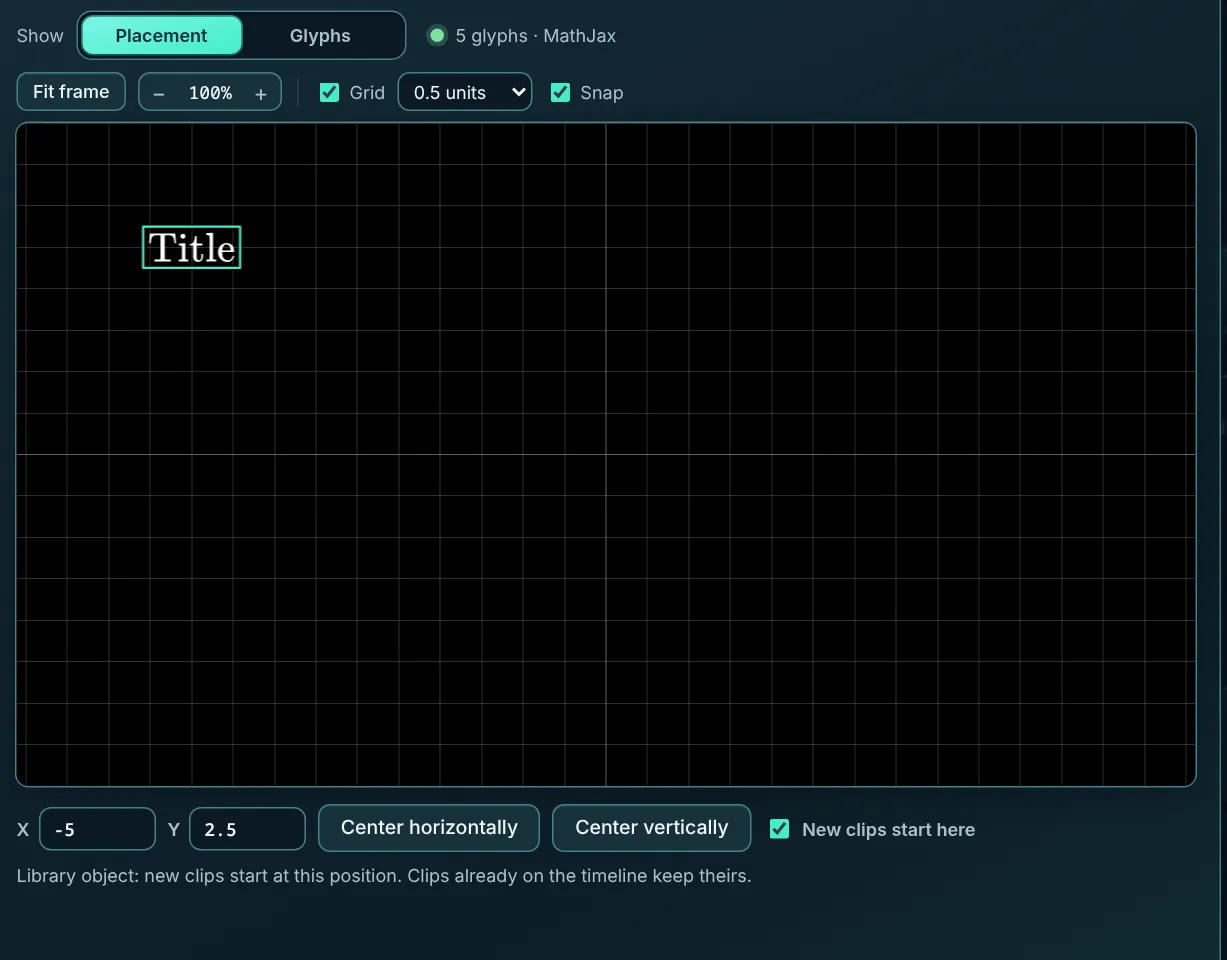 Show Placement Glyphs 5 glyphs · MathJax
Fit frame − 100% + Grid 0.5 units Snap
Title
X -5 Y 2.5 Center horizontally Center vertically New clips start here
Library object: new clips start at this position. Clips already on the timeline keep theirs.